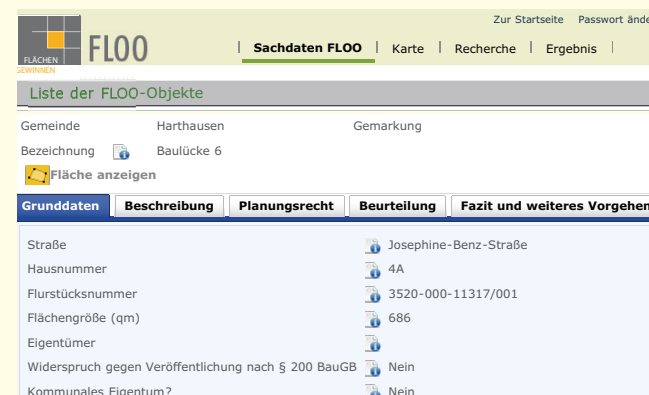 Zur Startseite Passwort ände
FLÄCHEN
GEWINNEN
FLOO
Sachdaten FLOO | Karte | Recherche | Ergebnis |
Liste der FLOO-Objekte
Gemeinde Harthausen Gemarkung
Bezeichnung Baulücke 6
Fläche anzeigen
Grunddaten Beschreibung Planungsrecht Beurteilung Fazit und weiteres Vorgehen
Straße Josephine-Benz-Straße
Hausnummer 4A
Flurstücksnummer 3520-000-11317/001
Flächengröße (qm) 686
Eigentümer
Widerspruch gegen Veröffentlichung nach § 200 BauGB Nein
Kommunales Eigentum? Nein